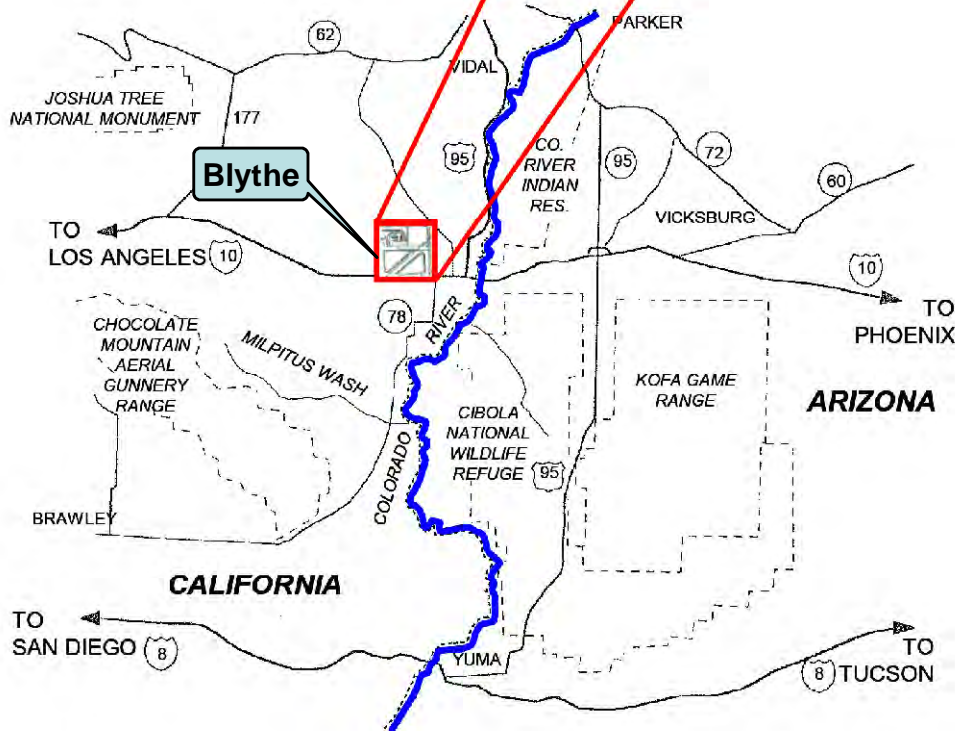 PARKER
62
VIDAL
JOSHUA TREE
NATIONAL MONUMENT
177
95
CO.
RIVER
INDIAN
RES.
95
72
60
Blythe
VICKSBURG
TO
LOS ANGELES
10
10
TO
PHOENIX
78
RIVER
CHOCOLATE
MOUNTAIN
AERIAL
GUNNERY
RANGE
MILPITUS WASH
KOFA GAME
RANGE
ARIZONA
CIBOLA
NATIONAL
WILDLIFE
REFUGE
95
COLORADO
BRAWLEY
CALIFORNIA
TO
SAN DIEGO
8
YUMA
TO
TUCSON
8